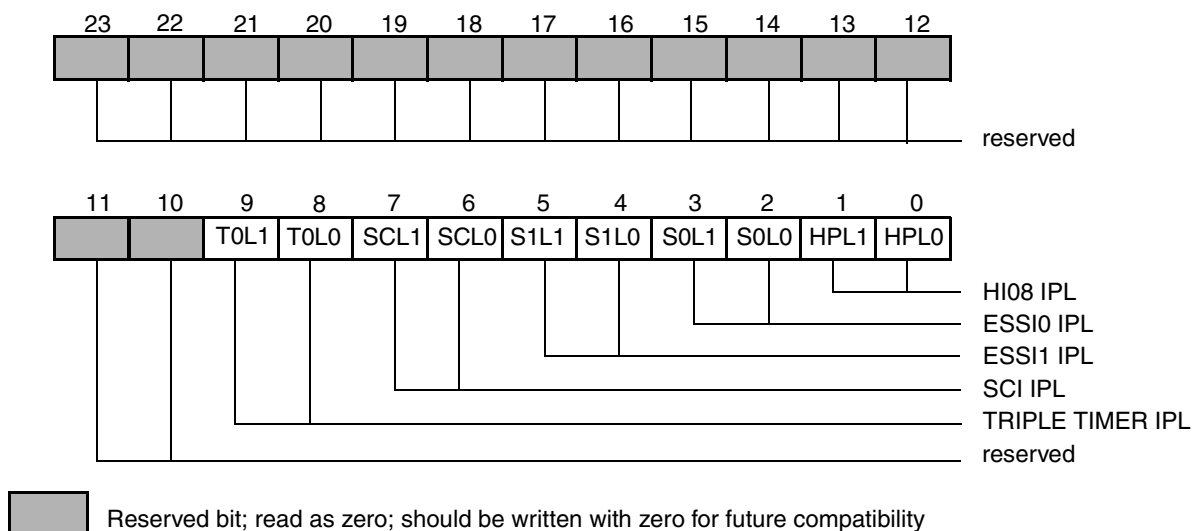 23 22 21 20 19 18 17 16 15 14 13 12
reserved
11 10 9 8 7 6 5 4 3 2 1 0
T0L1 T0L0 SCL1 SCL0 S1L1 S1L0 S0L1 S0L0 HPL1 HPL0
HI08 IPL
ESSI0 IPL
ESSI1 IPL
SCI IPL
TRIPLE TIMER IPL
reserved
Reserved bit; read as zero; should be written with zero for future compatibility